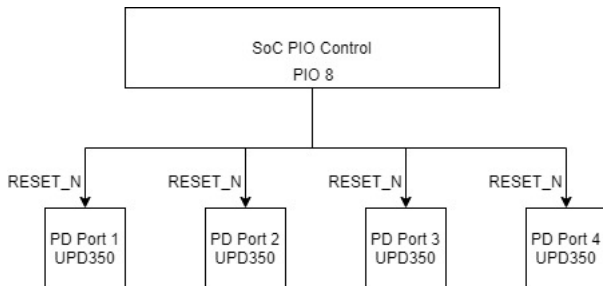 SoC PIO Control
PIO 8
RESET_N
RESET_N
RESET_N
RESET_N
PD Port 1
UPD350
PD Port 2
UPD350
PD Port 3
UPD350
PD Port 4
UPD350